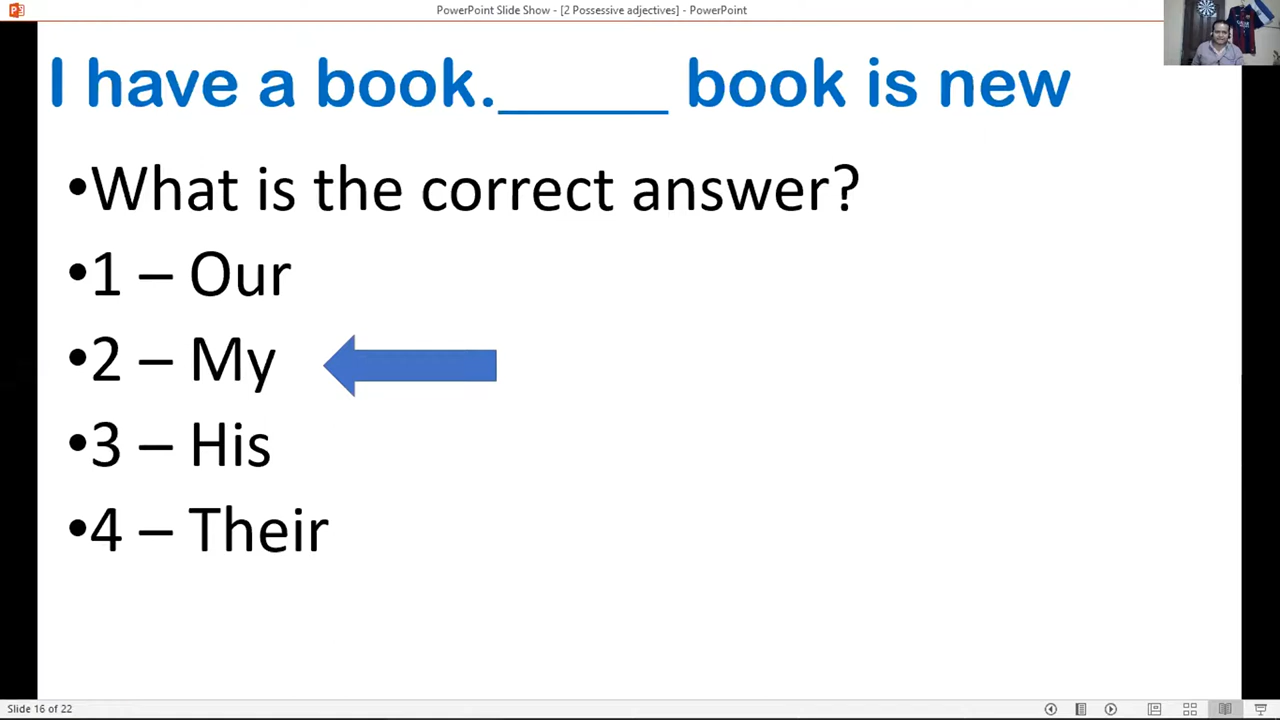 PowerPoint Slide Show - [2 Possessive adjectives] - PowerPoint
I have a book.______ book is new
•What is the correct answer?
•1 – Our
•2 – My
•3 – His
•4 – Their
Slide 16 of 22